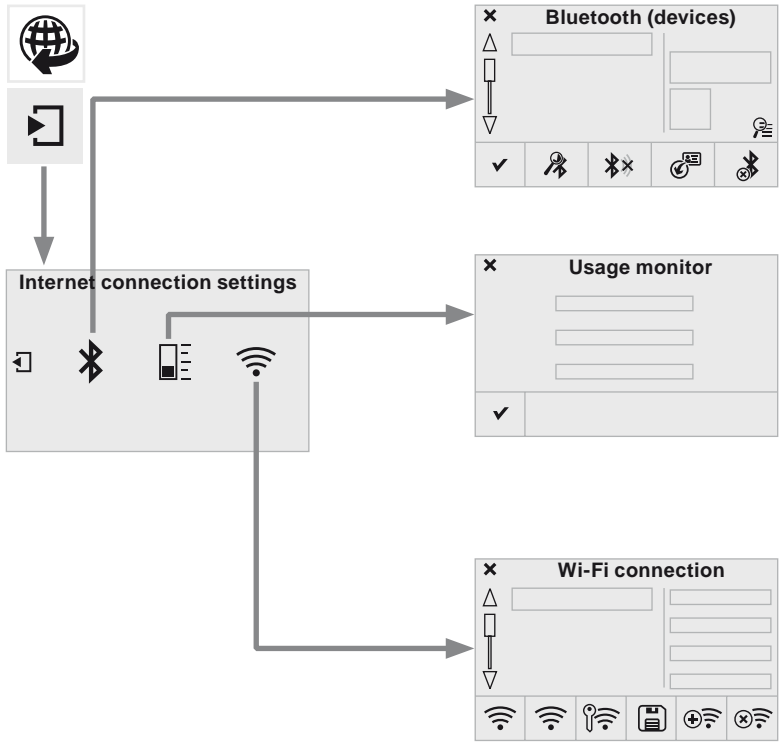 Bluetooth (devices)
Internet connection settings
Usage monitor
Wi-Fi connection